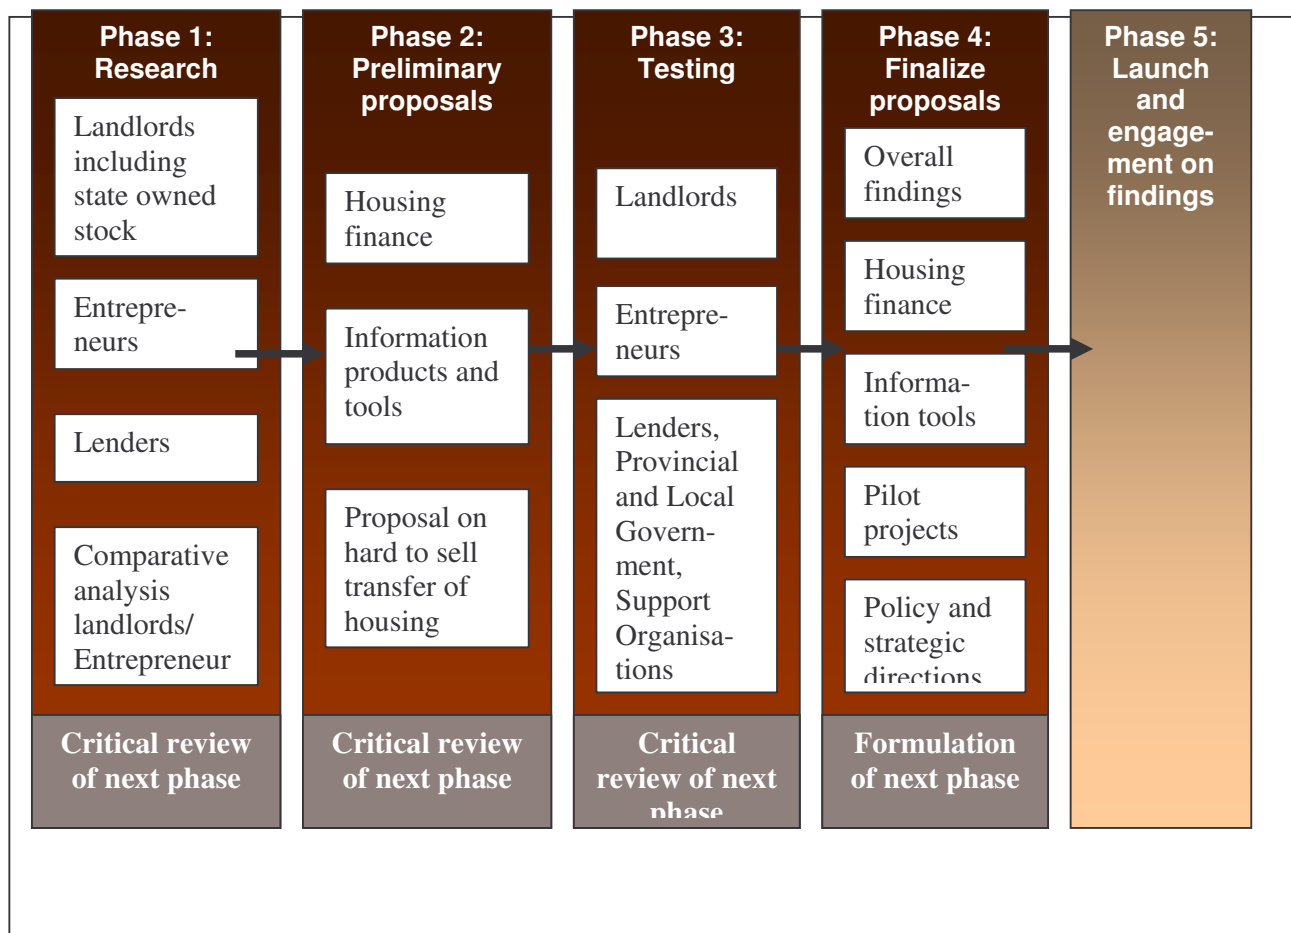 Phase 1:
Research
Landlords
including
state owned
stock
Entrepre-
neurs
Lenders
Comparative
analysis
landlords/
Entrepreneur
Critical review
of next phase
Phase 2:
Preliminary
proposals
Housing
finance
Information
products and
tools
Proposal on
hard to sell
transfer of
housing
Critical review
of next phase
Phase 3:
Testing
Landlords
Entrepre-
neurs
Lenders,
Provincial
and Local
Govern-
ment,
Support
Organisa-
tions
Critical
review of next
phase
Phase 4:
Finalize
proposals
Overall
findings
Housing
finance
Informa-
tion tools
Pilot
projects
Policy and
strategic
directions
Formulation
of next phase
Phase 5:
Launch
and
engage-
ment on
findings